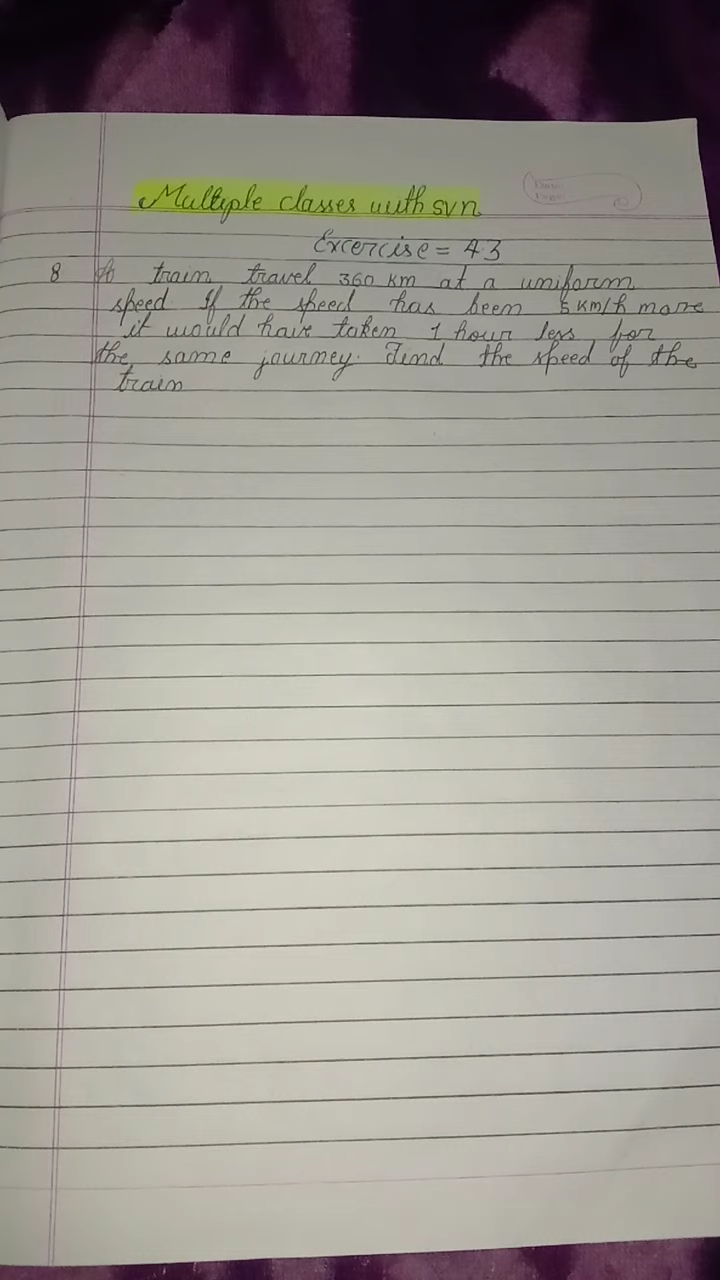 Multiple classes with svn
Excercise = 4.3
8 A train travel 360 km at a uniform
speed. If the speed has been 5 km/h more
it would have taken 1 hour less for
the same journey. Find the speed of the
train